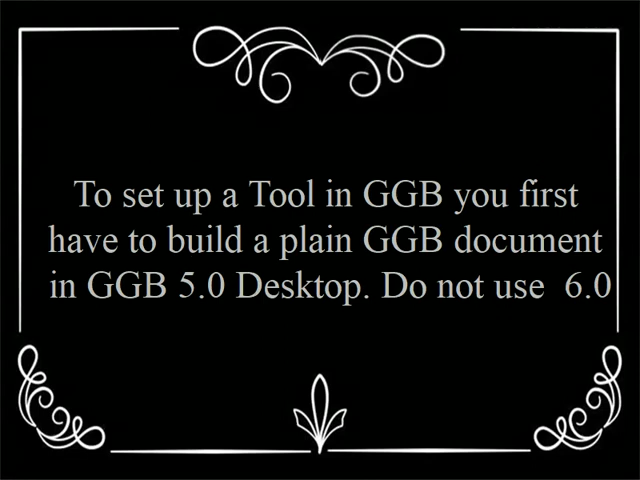 To set up a Tool in GGB you first
have to build a plain GGB document
in GGB 5.0 Desktop. Do not use  6.0